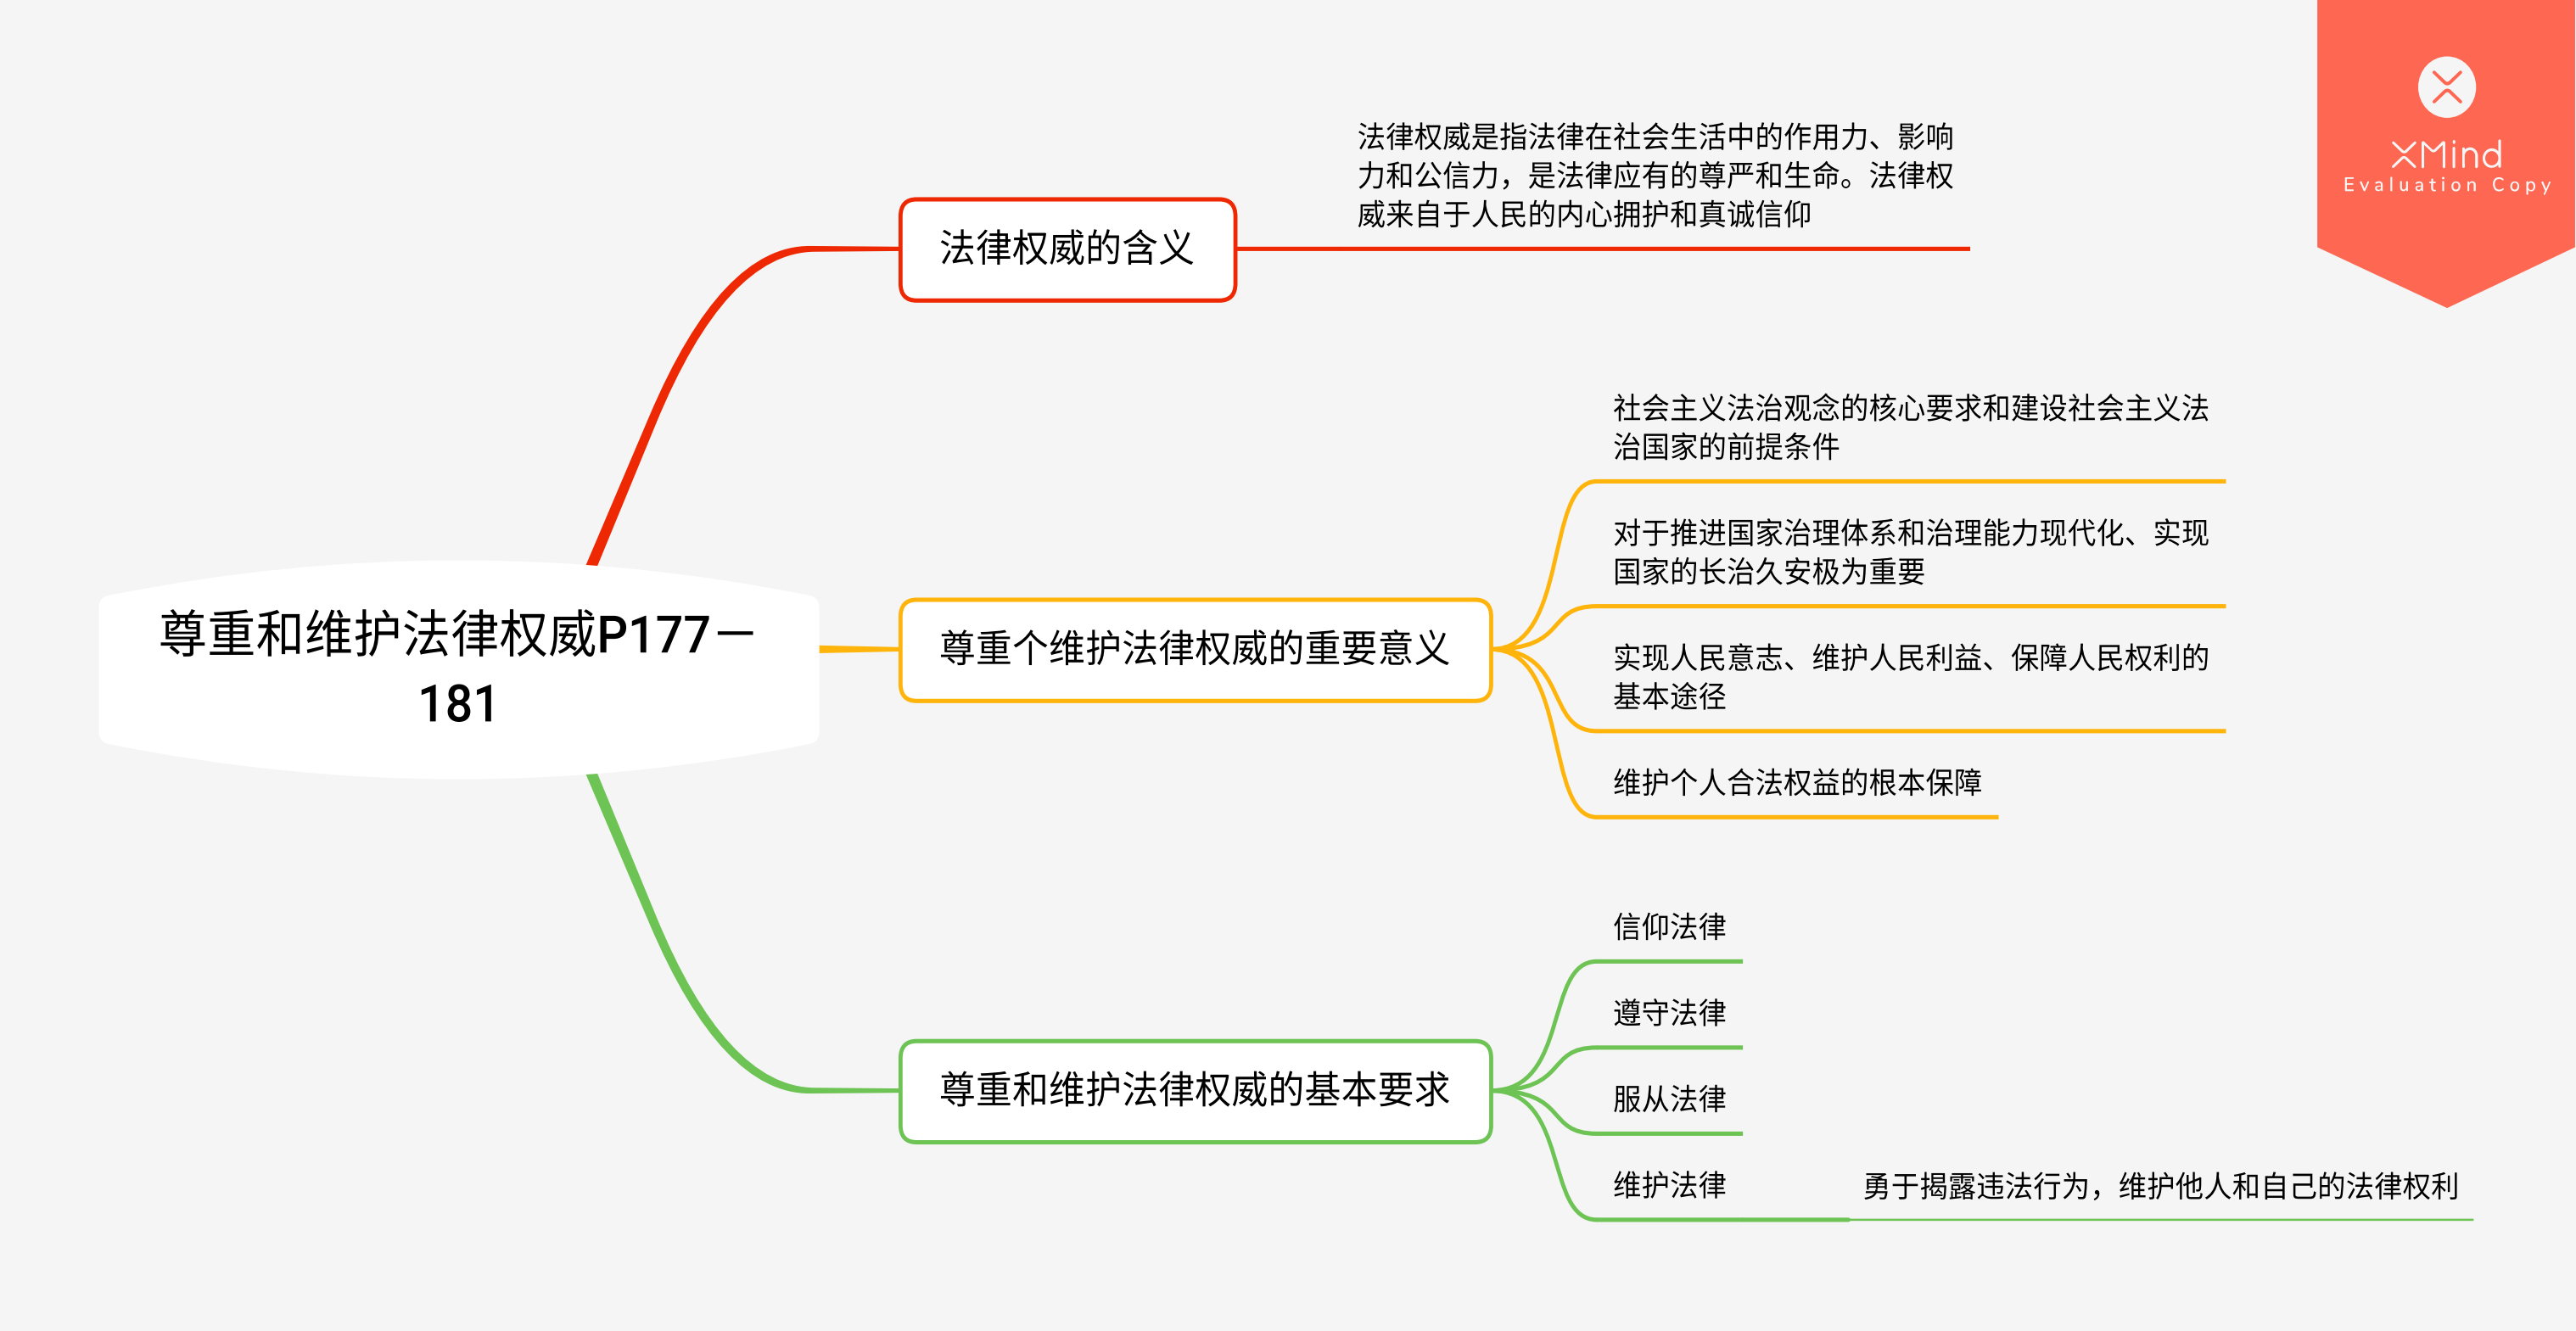 XMind
Evaluation Copy
尊重和维护法律权威P177－
181
法律权威的含义
法律权威是指法律在社会生活中的作用力、影响
力和公信力，是法律应有的尊严和生命。法律权
威来自于人民的内心拥护和真诚信仰
尊重个维护法律权威的重要意义
社会主义法治观念的核心要求和建设社会主义法
治国家的前提条件
对于推进国家治理体系和治理能力现代化、实现
国家的长治久安极为重要
实现人民意志、维护人民利益、保障人民权利的
基本途径
维护个人合法权益的根本保障
尊重和维护法律权威的基本要求
信仰法律
遵守法律
服从法律
维护法律
勇于揭露违法行为，维护他人和自己的法律权利